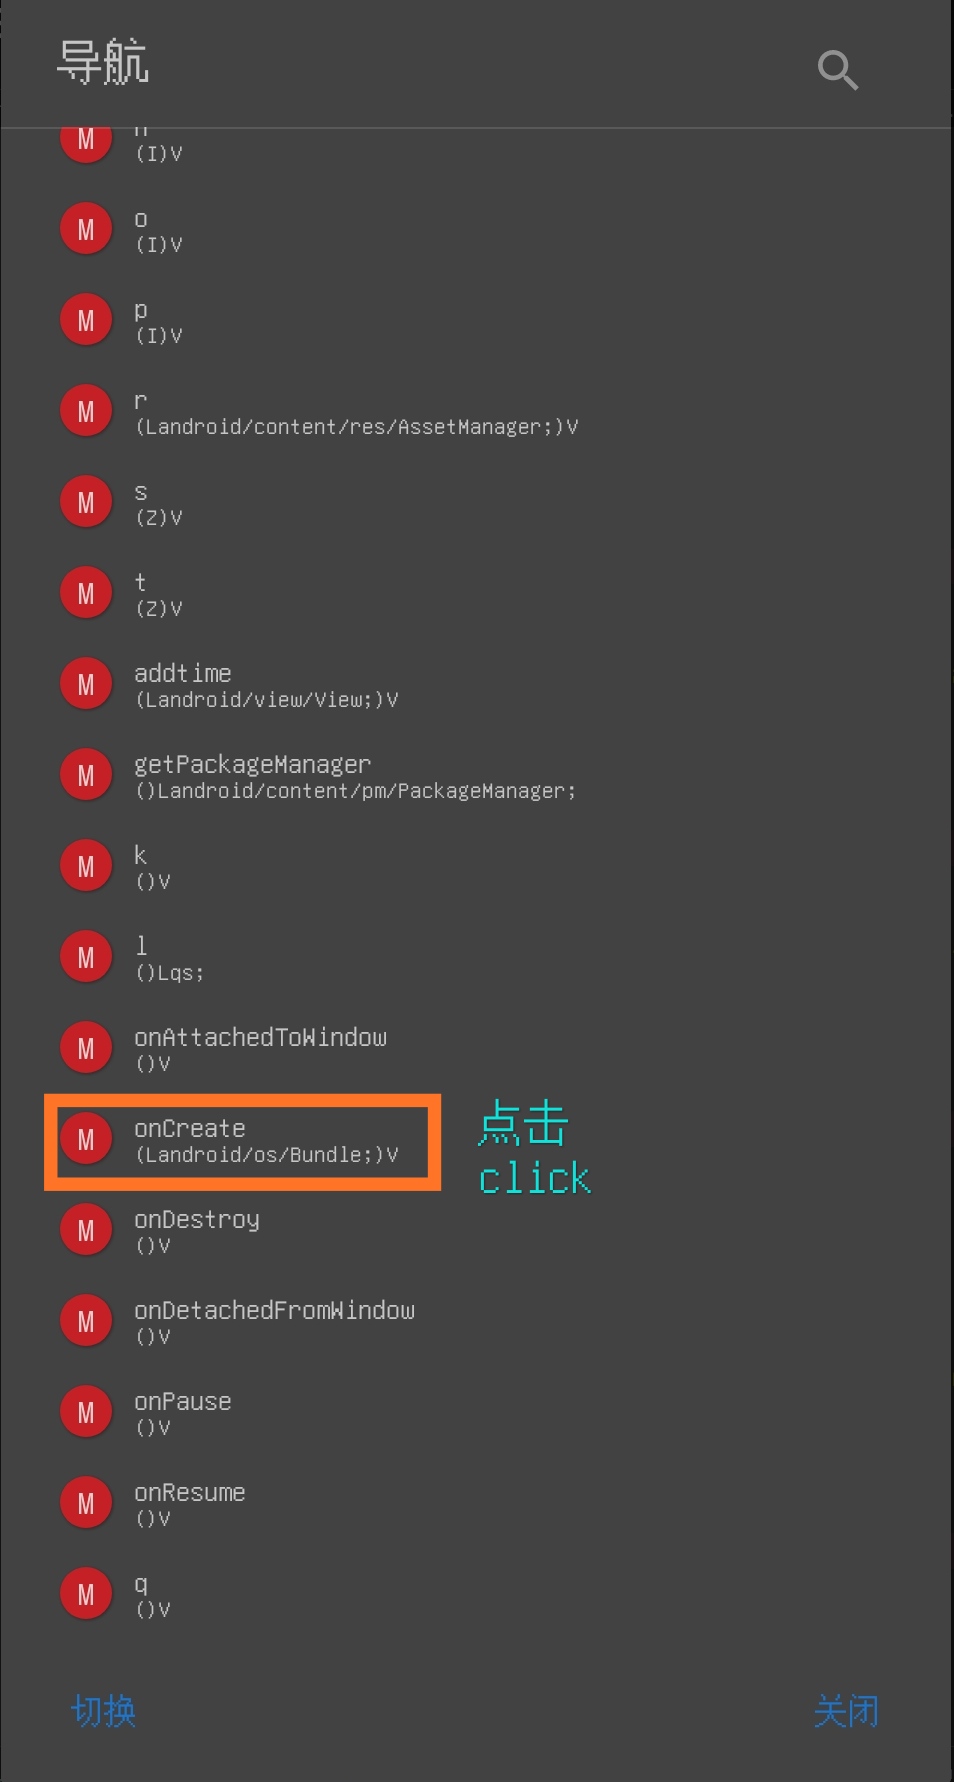 导航
M
(I)V
M
o
(I)V
M
p
(I)V
M
r
(Landroid/content/res/AssetManager;)V
M
s
(Z)V
M
t
(Z)V
M
addtime
(Landroid/view/View;)V
M
getPackageManager
()Landroid/content/pm/PackageManager;
M
k
()V
M
l
()Lqs;
M
onAttachedToWindow
()V
M
onCreate
(Landroid/os/Bundle;)V
点击
click
M
onDestroy
()V
M
onDetachedFromWindow
()V
M
onPause
()V
M
onResume
()V
M
q
()V
切换
关闭